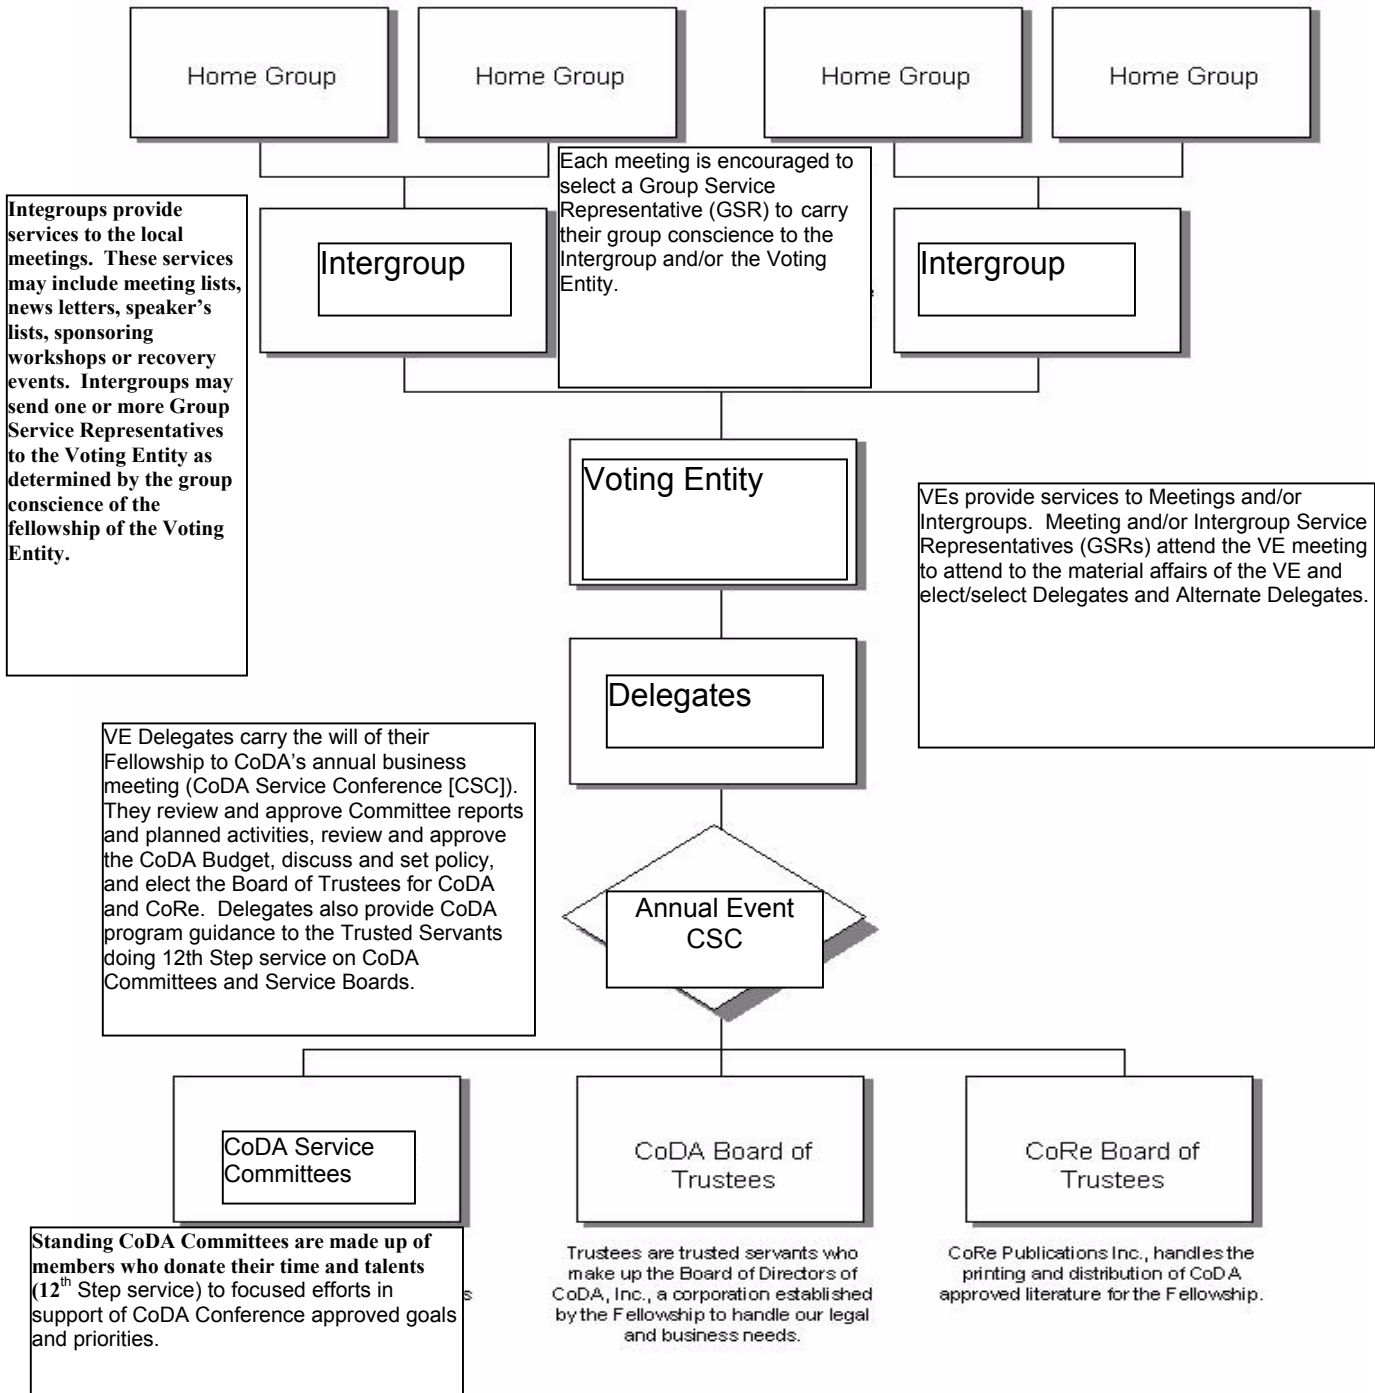 Home Group
Home Group
Home Group
Home Group
Each meeting is encouraged to
select a Group Service
Representative (GSR) to carry
their group conscience to the
Intergroup and/or the Voting
Entity.
Integroups provide
services to the local
meetings.  These services
may include meeting lists,
news letters, speaker's
lists, sponsoring
workshops or recovery
events.  Intergroups may
send one or more Group
Service Representatives
to the Voting Entity as
determined by the group
conscience of the
fellowship of the Voting
Entity.
Intergroup
Intergroup
Voting Entity
VEs provide services to Meetings and/or
Intergroups.  Meeting and/or Intergroup Service
Representatives (GSRs) attend the VE meeting
to attend to the material affairs of the VE and
elect/select Delegates and Alternate Delegates.
Delegates
VE Delegates carry the will of their
Fellowship to CoDA's annual business
meeting (CoDA Service Conference [CSC]).
They review and approve Committee reports
and planned activities, review and approve
the CoDA Budget, discuss and set policy,
and elect the Board of Trustees for CoDA
and CoRe.  Delegates also provide CoDA
program guidance to the Trusted Servants
doing 12th Step service on CoDA
Committees and Service Boards.
Annual Event
CSC
CoDA Service
Committees
CoDA Board of
Trustees
CoRe Board of
Trustees
Standing CoDA Committees are made up of
members who donate their time and talents
(12th Step service) to focused efforts in
support of CoDA Conference approved goals
and priorities.
Trustees are trusted servants who
make up the Board of Directors of
CoDA, Inc., a corporation established
by the Fellowship to handle our legal
and business needs.
CoRe Publications Inc., handles the
printing and distribution of CoDA
approved literature for the Fellowship.